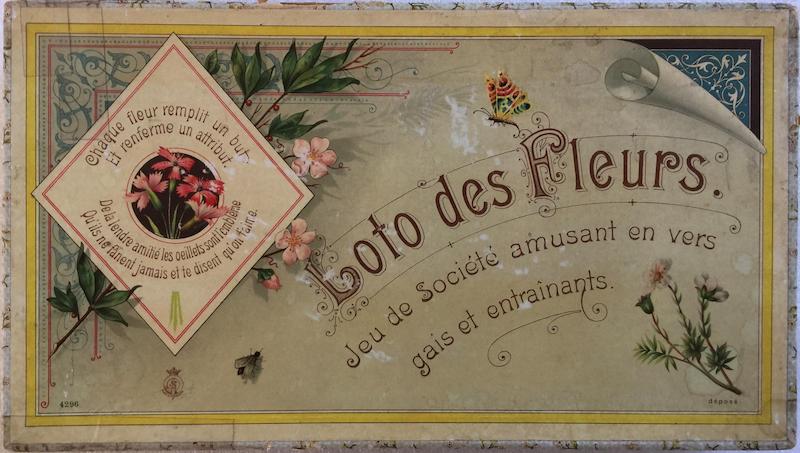 Chaque fleur remplit un but
Et renferme un attribut.
De la tendre amitié les oeillets sont l'emblème
Qu'ils ne fanent jamais et te disent qu'on t'aime.
Loto des Fleurs.
Jeu de Société amusant en vers
gais et entraînants.
4296
déposé.